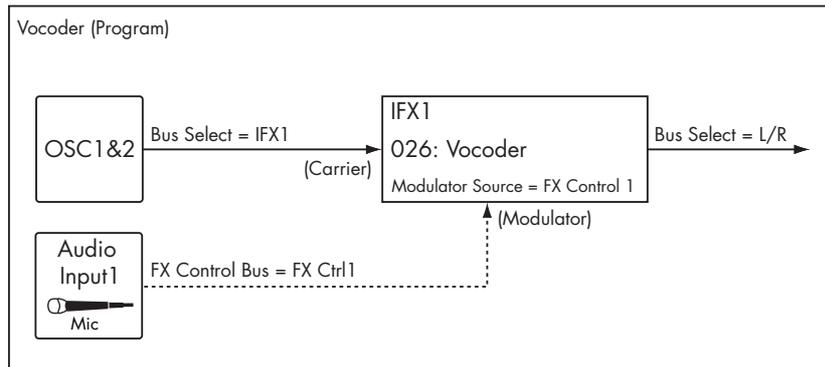 Vocoder (Program)
OSC1&2
Bus Select = IFX1
(Carrier)
IFX1
026: Vocoder
Modulator Source = FX Control 1
Bus Select = L/R
(Modulator)
Audio
Input1
Mic
FX Control Bus = FX Ctrl1